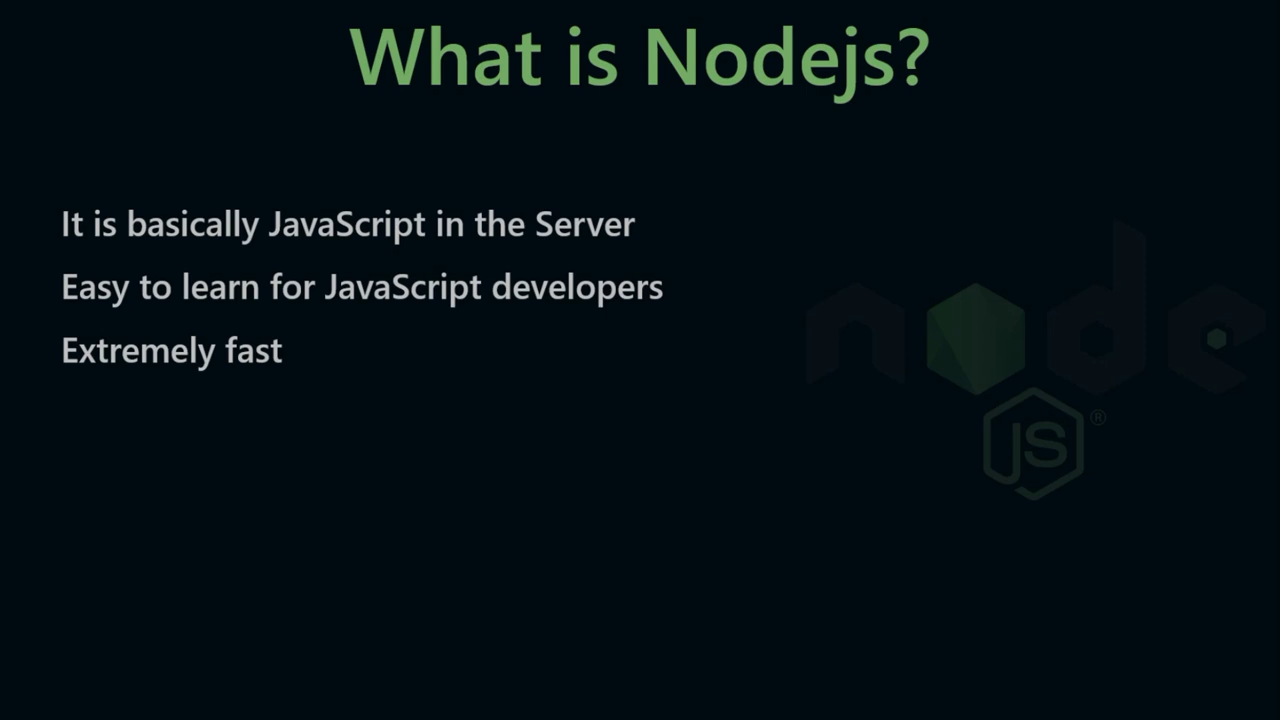 What is Nodejs?
It is basically JavaScript in the Server
Easy to learn for JavaScript developers
Extremely fast
node
JS®